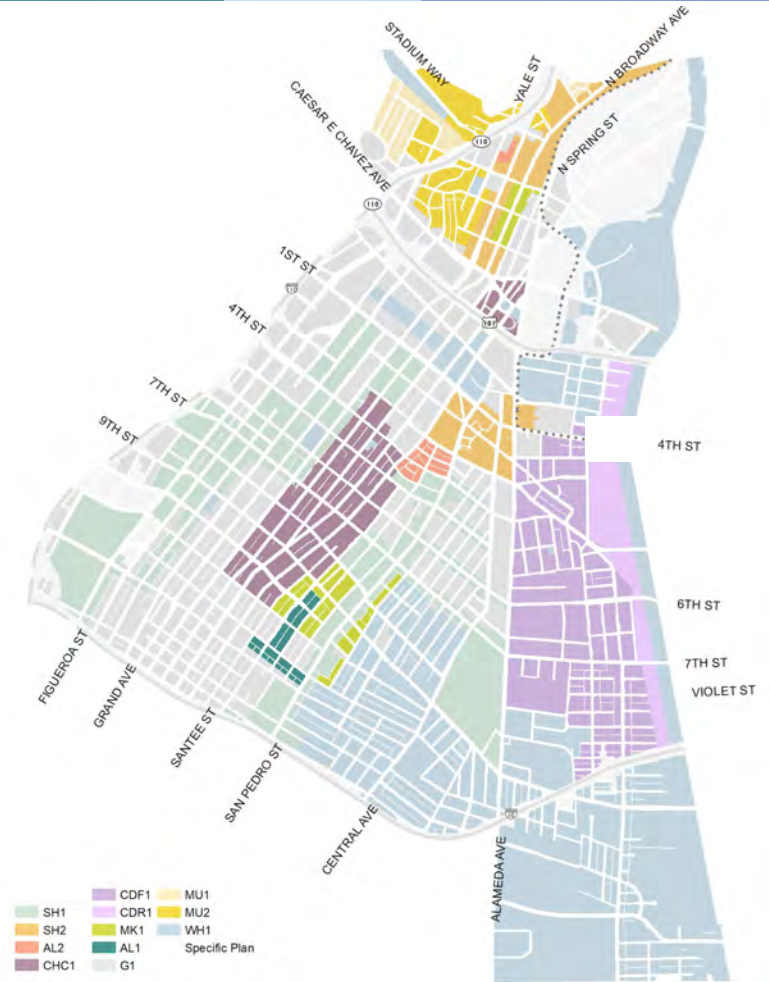 STADIUM WAY
YALE ST
N BROADWAY AVE
CAESAR E CHAVEZ AVE
N SPRING ST
110
110
1ST ST
110
101
4TH ST
7TH ST
9TH ST
4TH ST
6TH ST
7TH ST
VIOLET ST
FIGUEROA ST
GRAND AVE
SANTEE ST
SAN PEDRO ST
CENTRAL AVE
ALAMEDA AVE
CDF1 MU1
SH1 CDR1 MU2
SH2 MK1 WH1
AL2 AL1 Specific Plan
CHC1 G1